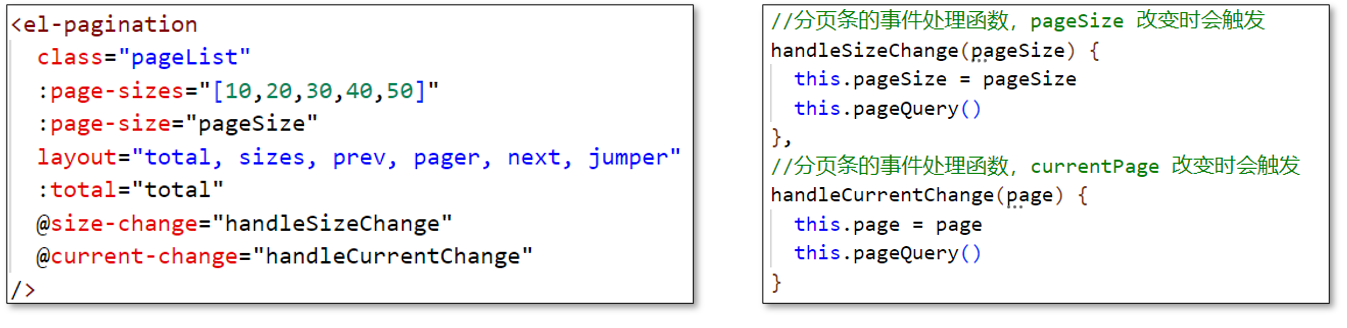 <el-pagination
class="pageList"
:page-sizes="[10,20,30,40,50]"
:page-size="pageSize"
layout="total, sizes, prev, pager, next, jumper"
:total="total"
@size-change="handleSizeChange"
@current-change="handleCurrentChange"
/>
//分页条的事件处理函数，pageSize 改变时会触发
handleSizeChange(pageSize) {
this.pageSize = pageSize
this.pageQuery()
},
//分页条的事件处理函数，currentPage 改变时会触发
handleCurrentChange(page) {
this.page = page
this.pageQuery()
}